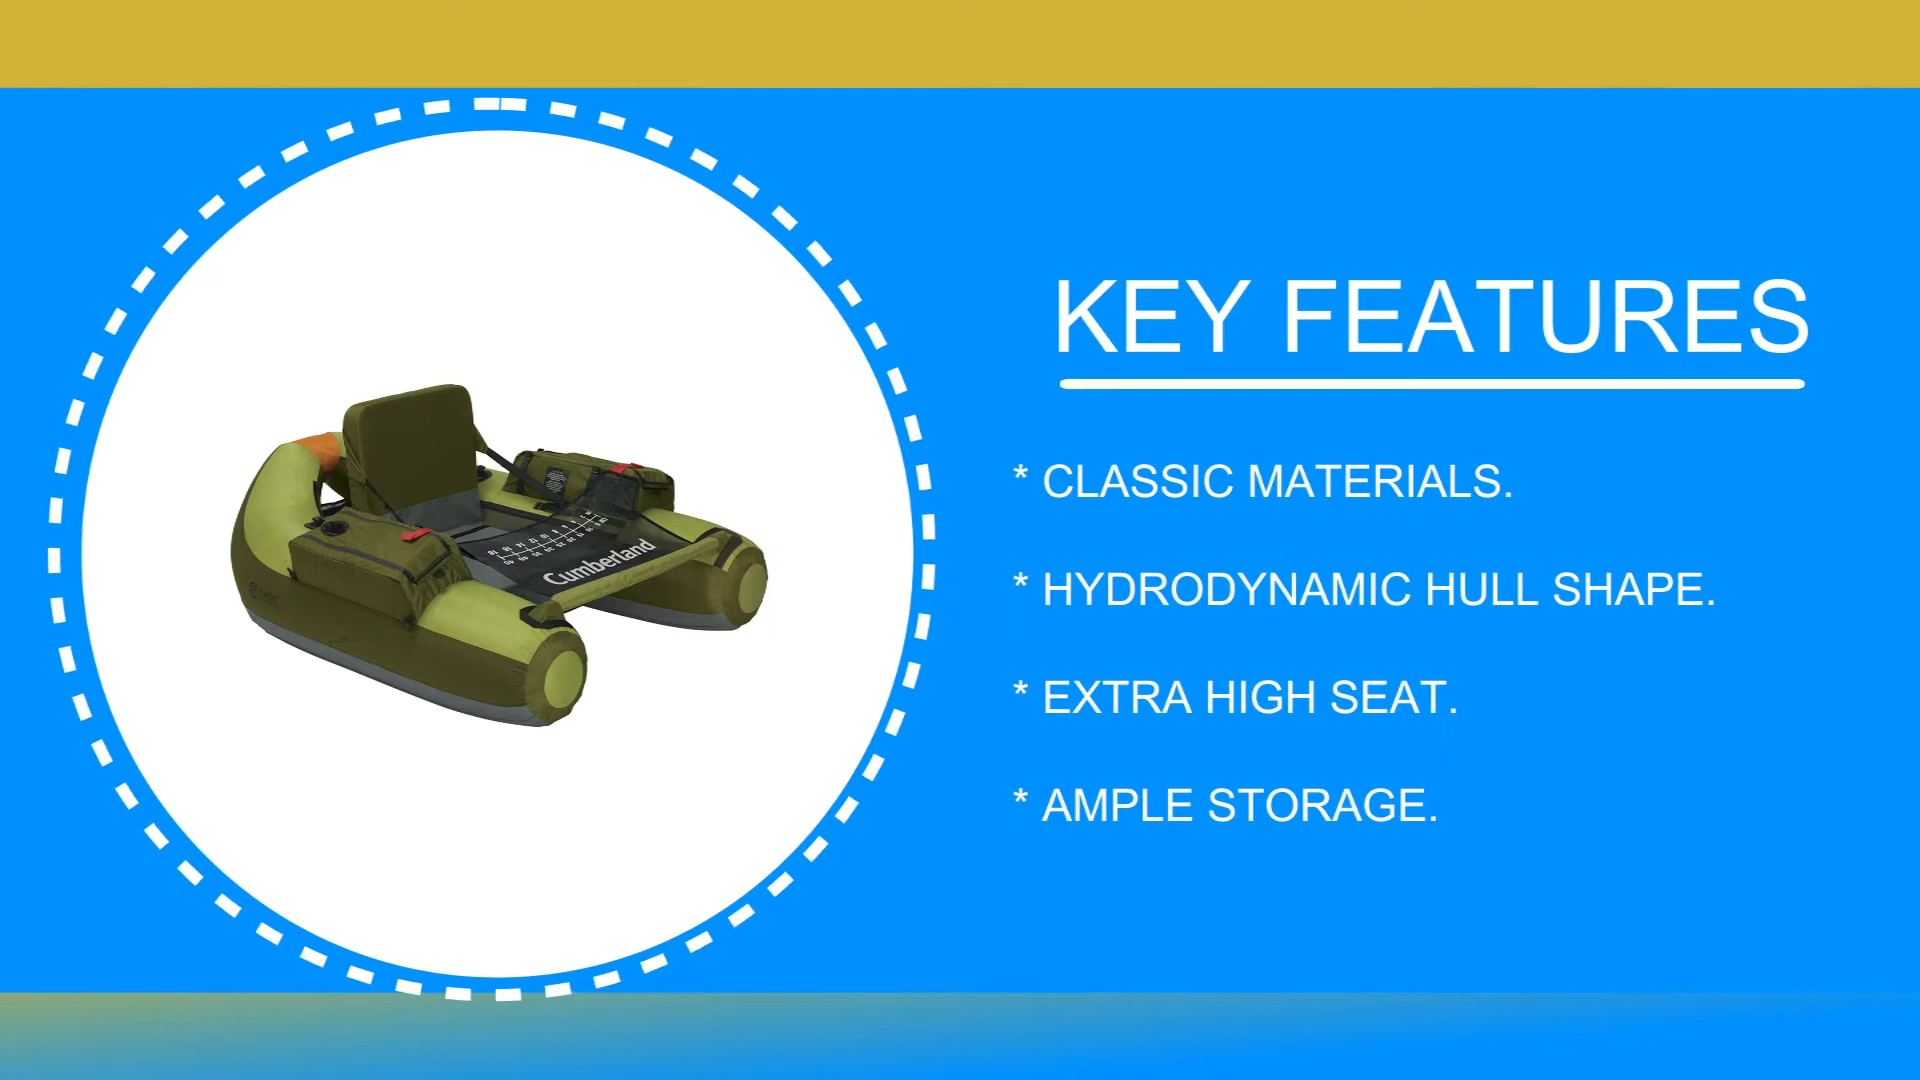 KEY FEATURES
* CLASSIC MATERIALS.
* HYDRODYNAMIC HULL SHAPE.
* EXTRA HIGH SEAT.
* AMPLE STORAGE.
Cumberland